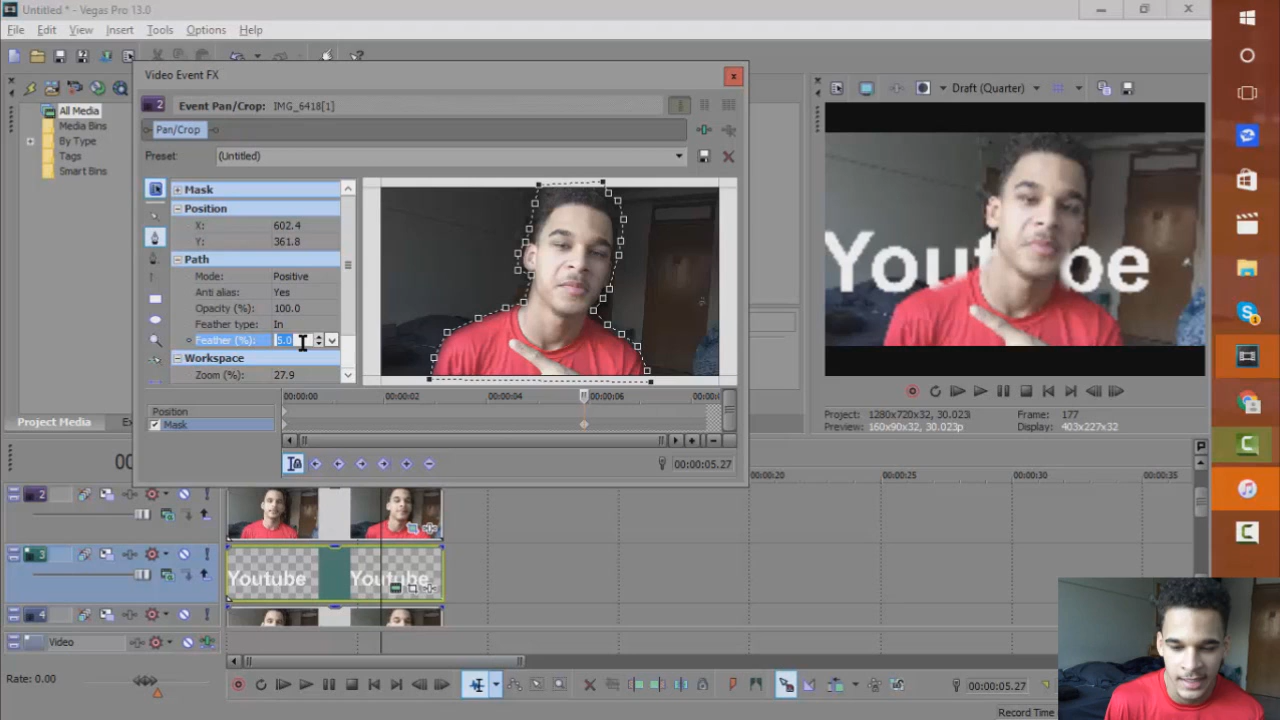 Untitled * - Vegas Pro 13.0
File Edit View Insert Tools Options Help
Video Event FX
2 Event Pan/Crop: IMG_6418[1]
Pan/Crop
Preset: (Untitled)
All Media
Media Bins
By Type
Tags
Smart Bins
Mask
Position
X: 602.4
Y: 361.8
Path
Mode: Positive
Anti alias: Yes
Opacity (%): 100.0
Feather type: In
Feather (%): 5.0
Workspace
Zoom (%): 27.9
Draft (Quarter)
Youtube
00:00:00 00:00:02 00:00:04 00:00:06
Position
Mask
00:00:05.27
Project Media
Project: 1280x720x32, 30.023p
Preview: 160x90x32, 30.023p
Frame: 177
Display: 403x227x32
00:00:20 00:00:25 00:00:30 00:00:35
2
3
Youtube Youtube
4
Video
Rate: 0.00
00:00:05.27
Record Time